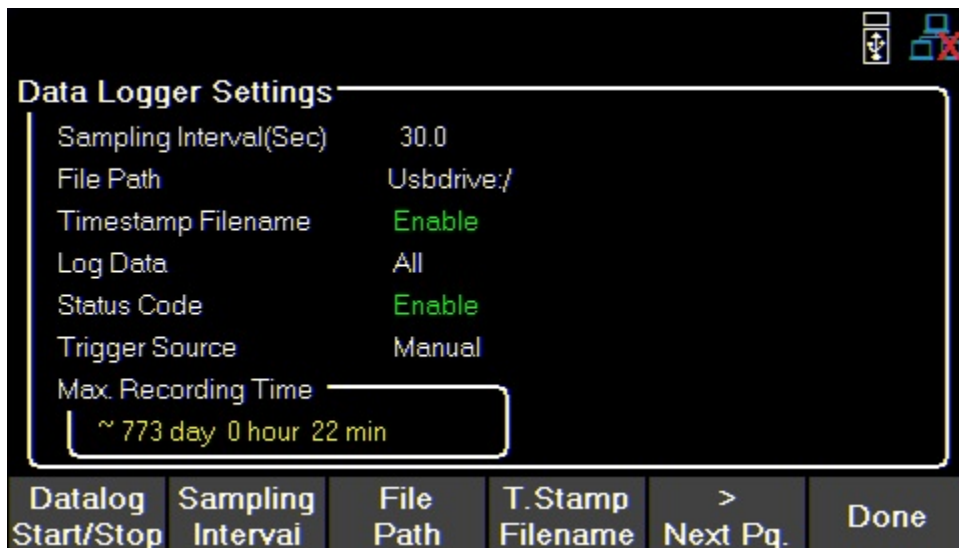 Data Logger Settings
Sampling Interval(Sec) 30.0
File Path Usbdrive:/
Timestamp Filename Enable
Log Data All
Status Code Enable
Trigger Source Manual
Max. Recording Time
~ 773 day 0 hour 22 min
Datalog Start/Stop
Sampling Interval
File Path
T.Stamp Filename
> Next Pg.
Done